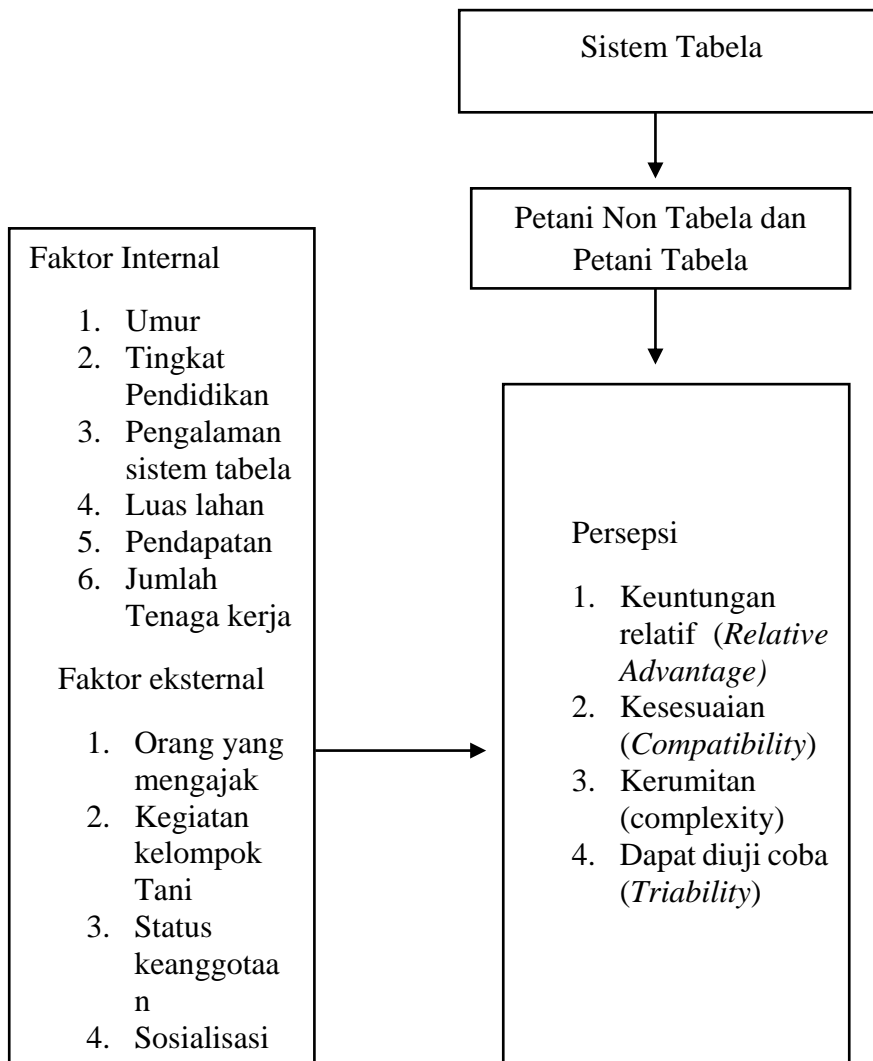 Sistem Tabela
Petani Non Tabela dan
Petani Tabela
Faktor Internal
1. Umur
2. Tingkat
Pendidikan
3. Pengalaman
sistem tabela
4. Luas lahan
5. Pendapatan
6. Jumlah
Tenaga kerja
Faktor eksternal
1. Orang yang
mengajak
2. Kegiatan
kelompok
Tani
3. Status
keanggotaa
n
4. Sosialisasi
Persepsi
1. Keuntungan
relatif (Relative
Advantage)
2. Kesesuaian
(Compatibility)
3. Kerumitan
(complexity)
4. Dapat diuji coba
(Triability)